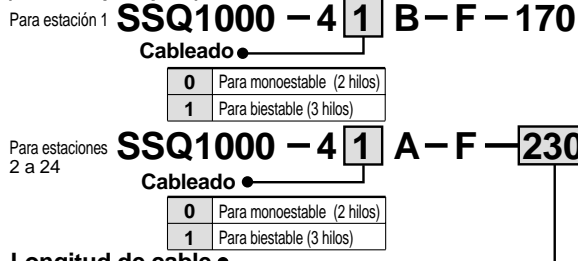 Para estación 1 SSQ1000 – 4 1 B – F – 170
Cableado
0 Para monoestable (2 hilos)
1 Para biestable (3 hilos)
Para estaciones 2 a 24 SSQ1000 – 4 1 A – F – 230
Cableado
0 Para monoestable (2 hilos)
1 Para biestable (3 hilos)
Longitud de cable